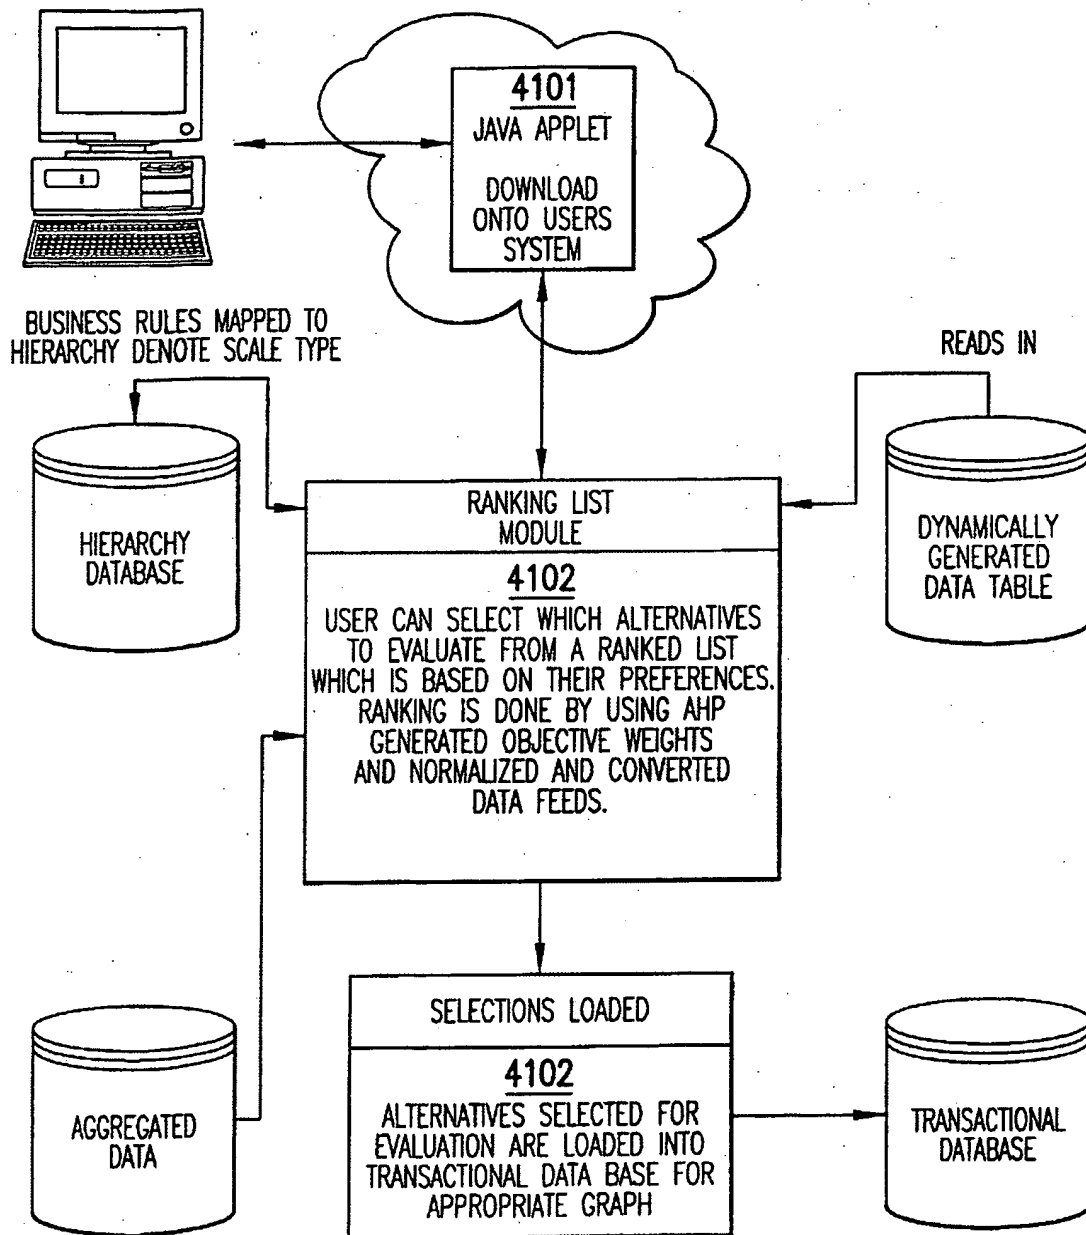 4101
JAVA APPLET
DOWNLOAD
ONTO USERS
SYSTEM
BUSINESS RULES MAPPED TO
HIERARCHY DENOTE SCALE TYPE
READS IN
HIERARCHY
DATABASE
RANKING LIST
MODULE
4102
USER CAN SELECT WHICH ALTERNATIVES
TO EVALUATE FROM A RANKED LIST
WHICH IS BASED ON THEIR PREFERENCES.
RANKING IS DONE BY USING AHP
GENERATED OBJECTIVE WEIGHTS
AND NORMALIZED AND CONVERTED
DATA FEEDS.
DYNAMICALLY
GENERATED
DATA TABLE
AGGREGATED
DATA
SELECTIONS LOADED
4102
ALTERNATIVES SELECTED FOR
EVALUATION ARE LOADED INTO
TRANSACTIONAL DATA BASE FOR
APPROPRIATE GRAPH
TRANSACTIONAL
DATABASE